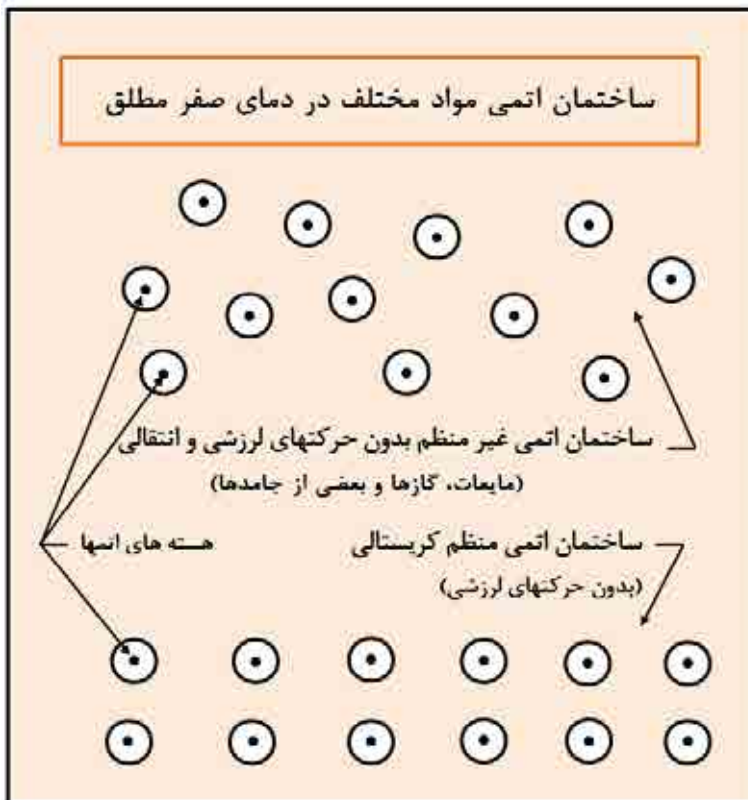 ساختمان اتمی مواد مختلف در دمای صفر مطلق
ساختمان اتمی غیر منظم بدون حرکتهای لرزشی و انتقالی
(مایعات، گازها و بعضی از جامدها)
ساختمان اتمی منظم کریستالی
هسته های اتمها
(بدون حرکتهای لرزشی)